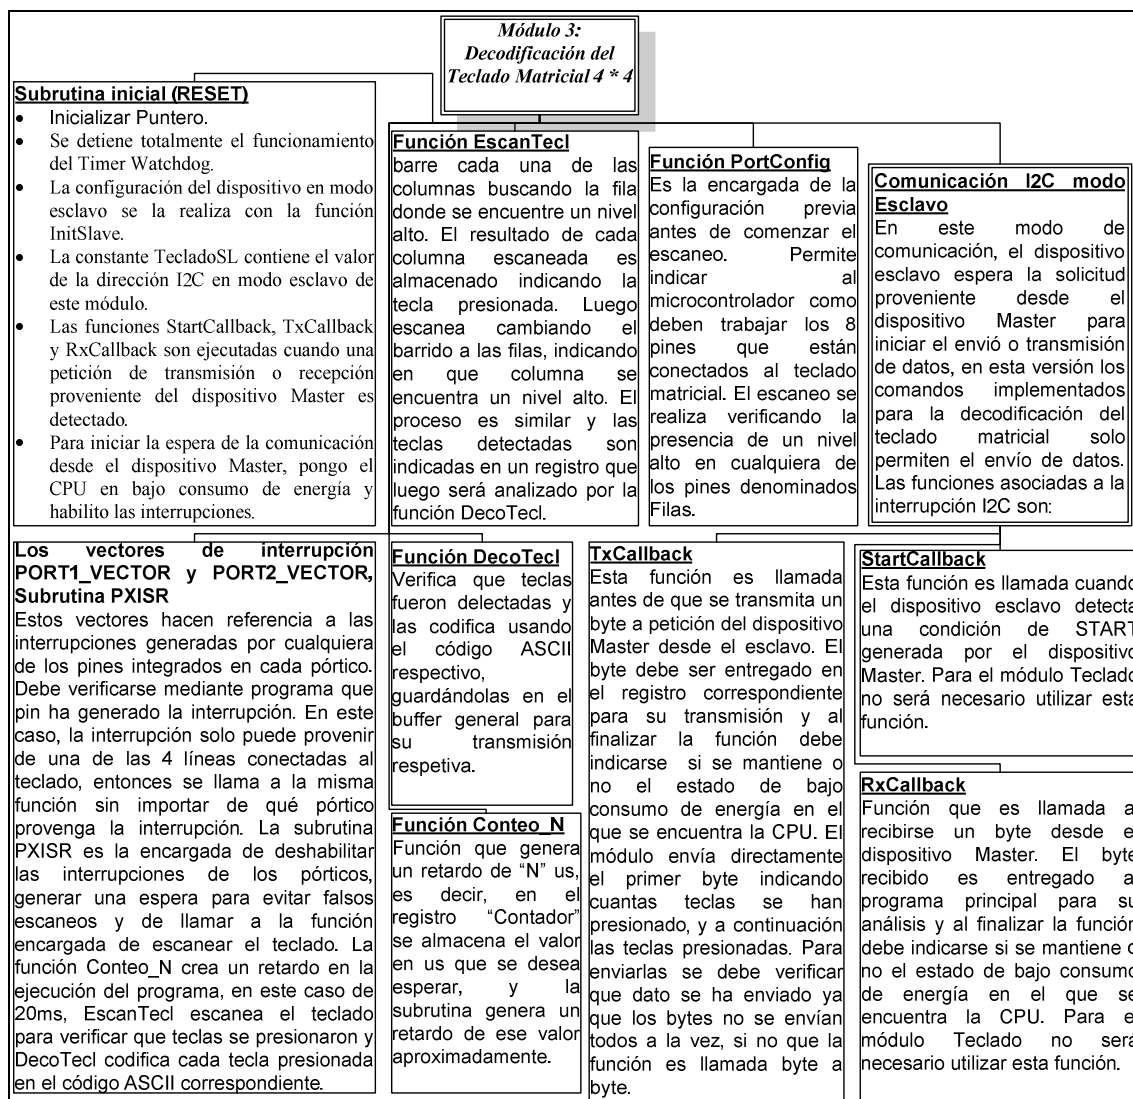 Módulo 3:
Decodificación del
Teclado Matricial 4 * 4
Subrutina inicial (RESET)
• Inicializar Puntero.
• Se detiene totalmente el funcionamiento
del Timer Watchdog.
• La configuración del dispositivo en modo
esclavo se la realiza con la función
InitSlave.
• La constante TecladoSL contiene el valor
de la dirección I2C en modo esclavo de
este módulo.
• Las funciones StartCallback, TxCallback
y RxCallback son ejecutadas cuando una
petición de transmisión o recepción
proveniente del dispositivo Master es
detectado.
• Para iniciar la espera de la comunicación
desde el dispositivo Master, pongo el
CPU en bajo consumo de energía y
habilito las interrupciones.
Función EscanTecl
barre cada una de las
columnas buscando la fila
donde se encuentre un nivel
alto. El resultado de cada
columna escaneada es
almacenado indicando la
tecla presionada. Luego
escanea cambiando el
barrido a las filas, indicando
en que columna se
encuentra un nivel alto. El
proceso es similar y las
teclas detectadas son
indicadas en un registro que
luego será analizado por la
función DecoTecl.
Función PortConfig
Es la encargada de la
configuración previa
antes de comenzar el
escaneo. Permite
indicar al
microcontrolador como
deben trabajar los 8
pines que están
conectados al teclado
matricial. El escaneo se
realiza verificando la
presencia de un nivel
alto en cualquiera de
los pines denominados
Filas.
Comunicación I2C modo
Esclavo
En este modo de
comunicación, el dispositivo
esclavo espera la solicitud
proveniente desde el
dispositivo Master para
iniciar el envió o transmisión
de datos, en esta versión los
comandos implementados
para la decodificación del
teclado matricial solo
permiten el envío de datos.
Las funciones asociadas a la
interrupción I2C son:
Los vectores de interrupción
PORT1_VECTOR y PORT2_VECTOR,
Subrutina PXISR
Estos vectores hacen referencia a las
interrupciones generadas por cualquiera
de los pines integrados en cada pórtico.
Debe verificarse mediante programa que
pin ha generado la interrupción. En este
caso, la interrupción solo puede provenir
de una de las 4 líneas conectadas al
teclado, entonces se llama a la misma
función sin importar de qué pórtico
provenga la interrupción. La subrutina
PXISR es la encargada de deshabilitar
las interrupciones de los pórticos,
generar una espera para evitar falsos
escaneos y de llamar a la función
encargada de escanear el teclado. La
función Conteo_N crea un retardo en la
ejecución del programa, en este caso de
20ms, EscanTecl escanea el teclado
para verificar que teclas se presionaron y
DecoTecl codifica cada tecla presionada
en el código ASCII correspondiente.
Función DecoTecl
Verifica que teclas
fueron delectadas y
las codifica usando
el código ASCII
respectivo,
guardándolas en el
buffer general para
su transmisión
respetiva.
Función Conteo_N
Función que genera
un retardo de “N” us,
es decir, en el
registro “Contador”
se almacena el valor
en us que se desea
esperar, y la
subrutina genera un
retardo de ese valor
aproximadamente.
TxCallback
Esta función es llamada
antes de que se transmita un
byte a petición del dispositivo
Master desde el esclavo. El
byte debe ser entregado en
el registro correspondiente
para su transmisión y al
finalizar la función debe
indicarse si se mantiene o
no el estado de bajo
consumo de energía en el
que se encuentra la CPU. El
módulo envía directamente
el primer byte indicando
cuantas teclas se han
presionado, y a continuación
las teclas presionadas. Para
enviarlas se debe verificar
que dato se ha enviado ya
que los bytes no se envían
todos a la vez, si no que la
función es llamada byte a
byte.
StartCallback
Esta función es llamada cuando
el dispositivo esclavo detecta
una condición de START
generada por el dispositivo
Master. Para el módulo Teclado
no será necesario utilizar esta
función.
RxCallback
Función que es llamada a
recibirse un byte desde e
dispositivo Master. El byte
recibido es entregado a
programa principal para su
análisis y al finalizar la función
debe indicarse si se mantiene o
no el estado de bajo consumo
de energía en el que se
encuentra la CPU. Para e
módulo Teclado no será
necesario utilizar esta función.